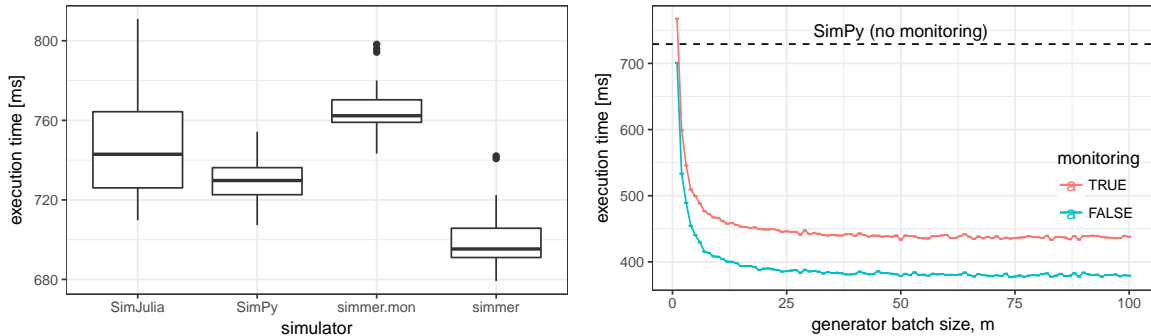 800
760
720
680
execution time [ms]
SimJulia SimPy simmer.mon simmer
simulator
SimPy (no monitoring)
700
600
500
400
execution time [ms]
monitoring
a TRUE
a FALSE
0 25 50 75 100
generator batch size, m